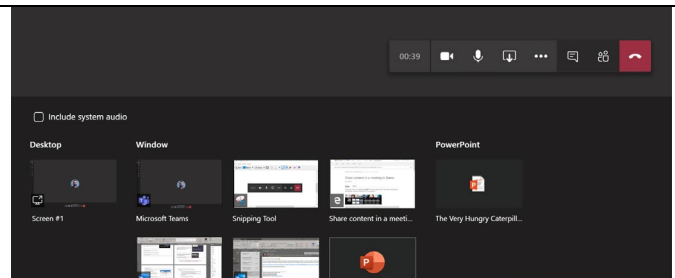 00:39
Include system audio
Desktop
Window
PowerPoint
Screen #1
Microsoft Teams
Snipping Tool
Share content in a meeti...
The Very Hungry Caterpill...